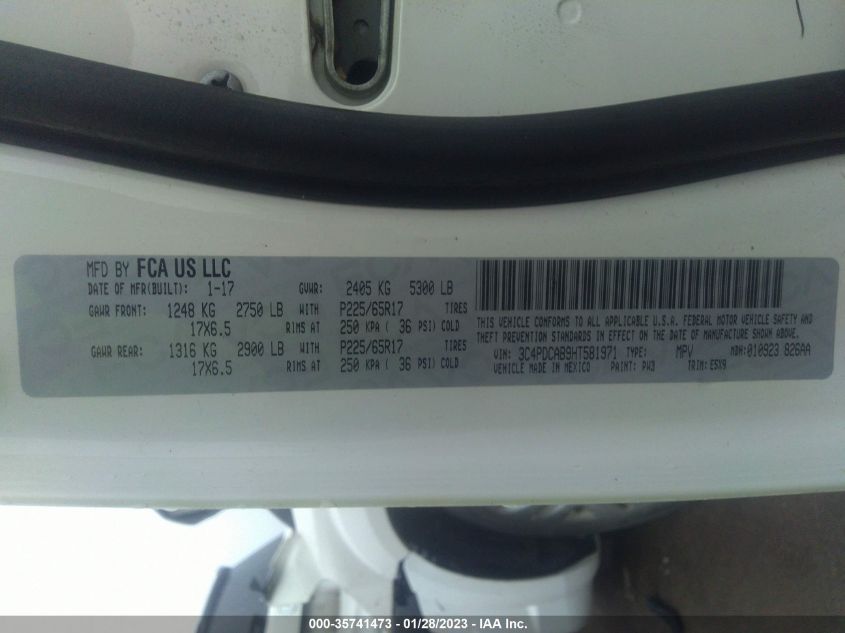 MFD BY FCA US LLC
DATE OF MFR(BUILT): 1-17 GVWR: 2405 KG 5300 LB
GAWR FRONT: 1248 KG 2750 LB WITH P225/65R17 TIRES
17X6.5 RIMS AT 250 KPA ( 36 PSI) COLD
GAWR REAR: 1316 KG 2900 LB WITH P225/65R17 TIRES
17X6.5 RIMS AT 250 KPA ( 36 PSI) COLD
THIS VEHICLE CONFORMS TO ALL APPLICABLE U.S.A. FEDERAL MOTOR VEHICLE SAFETY AND
THEFT PREVENTION STANDARDS IN EFFECT ON THE DATE OF MANUFACTURE SHOWN ABOVE.
VIN: 3C4PDCAB9HT581971 TYPE: MPV MDH: 010923 826AA
VEHICLE MADE IN MEXICO PAINT: PW3 TRIM: E5X9
000-35741473 - 01/28/2023 - IAA Inc.